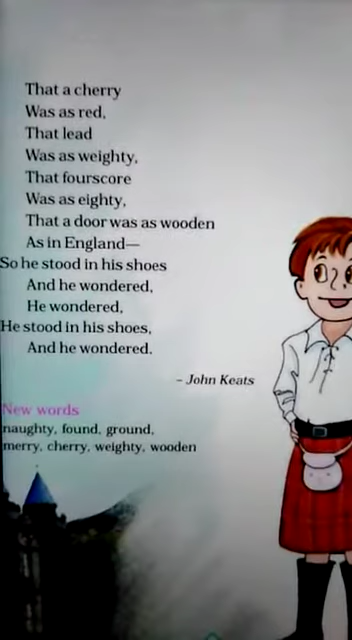 That a cherry
Was as red,
That lead
Was as weighty,
That fourscore
Was as eighty,
That a door was as wooden
As in England—
So he stood in his shoes
And he wondered,
He wondered,
He stood in his shoes,
And he wondered.
– John Keats
New words
naughty, found, ground,
merry, cherry, weighty, wooden